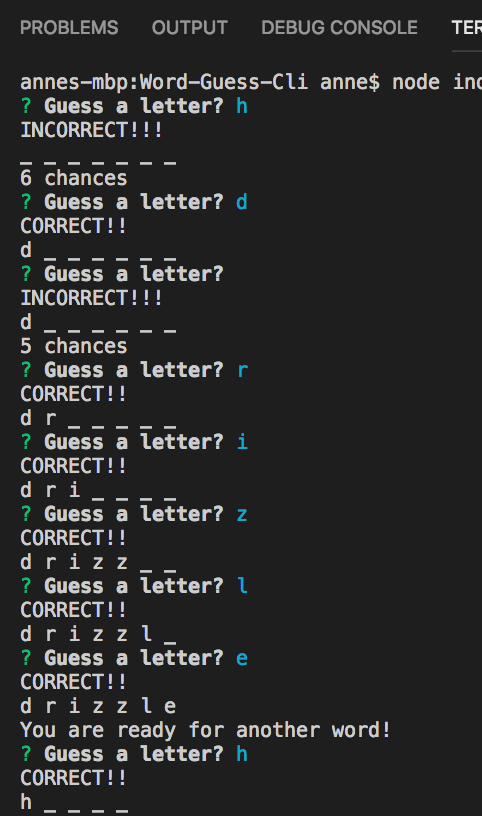 PROBLEMS OUTPUT DEBUG CONSOLE
annes-mbp:Word-Guess-Cli anne$ node
? Guess a letter? h
INCORRECT!!!
_ _ _ _ _ _ _
6 chances
? Guess a letter? d
CORRECT!!
d _ _ _ _ _ _
? Guess a letter?
INCORRECT!!!
d _ _ _ _ _ _
5 chances
? Guess a letter? r
CORRECT!!
d r _ _ _ _ _
? Guess a letter? i
CORRECT!!
d r i _ _ _ _
? Guess a letter? z
CORRECT!!
d r i z z _ _
? Guess a letter? l
CORRECT!!
d r i z z l _
? Guess a letter? e
CORRECT!!
d r i z z l e
You are ready for another word!
? Guess a letter? h
CORRECT!!
h _ _ _ _